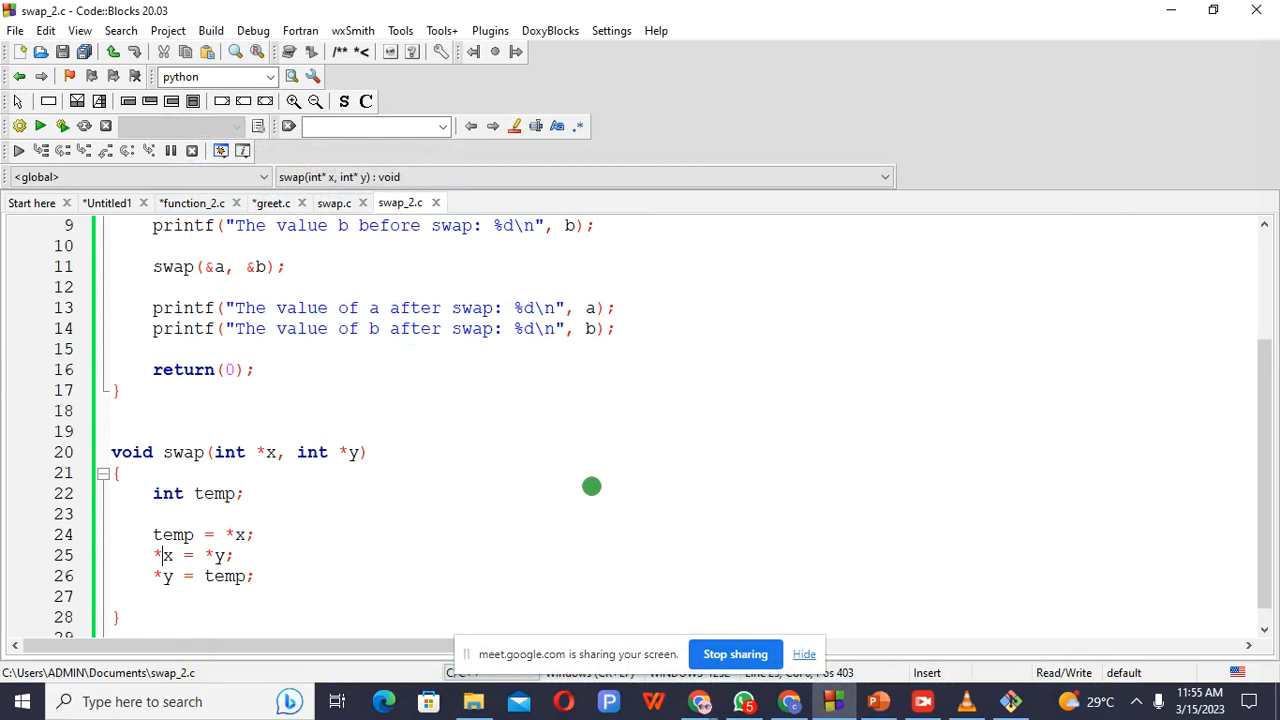 swap_2.c - Code::Blocks 20.03
File Edit View Search Project Build Debug Fortran wxSmith Tools Tools+ Plugins DoxyBlocks Settings Help
/** *<
python
S C
.*
<global> swap(int* x, int* y) : void
Start here *Untitled1 *function_2.c *greet.c swap.c swap_2.c
9 printf("The value b before swap: %d\n", b);
10
11 swap(&a, &b);
12
13 printf("The value of a after swap: %d\n", a);
14 printf("The value of b after swap: %d\n", b);
15
16 return(0);
17 }
18
19
20 void swap(int *x, int *y)
21 {
22 int temp;
23
24 temp = *x;
25 *x = *y;
26 *y = temp;
27
28 }
29
meet.google.com is sharing your screen. Stop sharing Hide
C:\Users\ADMIN\Documents\swap_2.c Insert Read/Write default
Type here to search 5 29°C 11:55 AM
3/15/2023